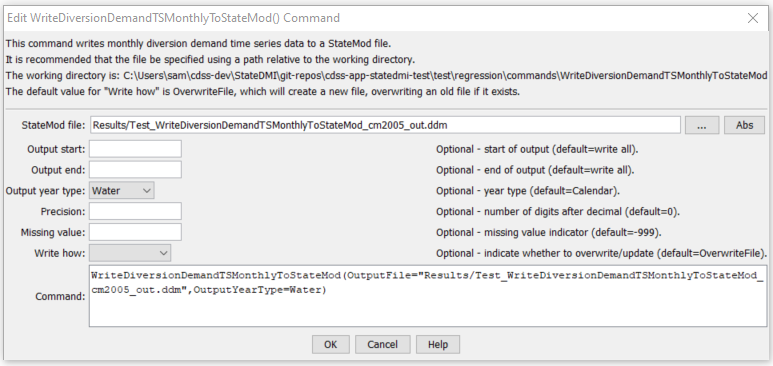 Edit WriteDiversionDemandTSMonthlyToStateMod() Command
This command writes monthly diversion demand time series data to a StateMod file.
It is recommended that the file be specified using a path relative to the working directory.
The working directory is: C:\Users\sam\cdss-dev\StateDMI\git-repos\cdss-app-statedmi-test\test\regression\commands\WriteDiversionDemandTSMonthlyToStateMod
The default value for "Write how" is OverwriteFile, which will create a new file, overwriting an old file if it exists.
StateMod file: Results/Test_WriteDiversionDemandTSMonthlyToStateMod_cm2005_out.ddm ... Abs
Output start: Optional - start of output (default=write all).
Output end: Optional - end of output (default=write all).
Output year type: Water Optional - year type (default=Calendar).
Precision: Optional - number of digits after decimal (default=0).
Missing value: Optional - missing value indicator (default=-999).
Write how: Optional - indicate whether to overwrite/update (default=OverwriteFile).
Command: WriteDiversionDemandTSMonthlyToStateMod(OutputFile="Results/Test_WriteDiversionDemandTSMonthlyToStateMod_
cm2005_out.ddm",OutputYearType=Water)
OK Cancel Help